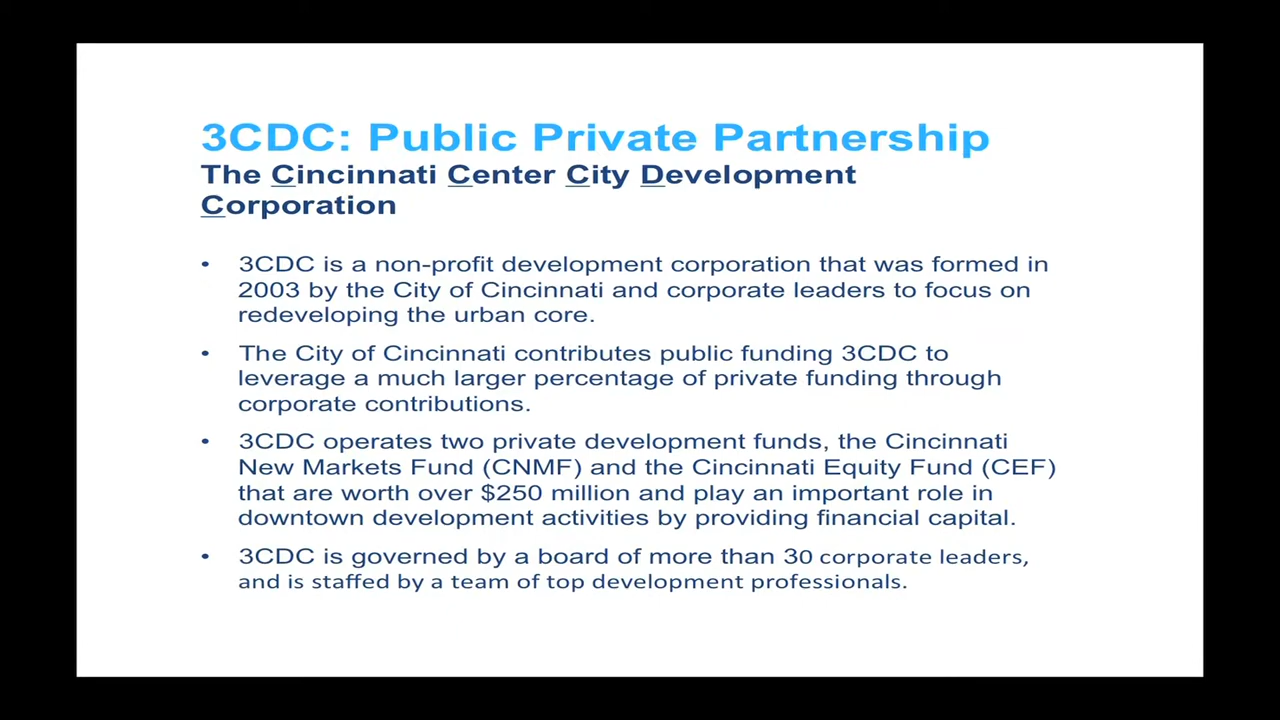 3CDC: Public Private Partnership
The Cincinnati Center City Development
Corporation
• 3CDC is a non-profit development corporation that was formed in
2003 by the City of Cincinnati and corporate leaders to focus on
redeveloping the urban core.
• The City of Cincinnati contributes public funding 3CDC to
leverage a much larger percentage of private funding through
corporate contributions.
• 3CDC operates two private development funds, the Cincinnati
New Markets Fund (CNMF) and the Cincinnati Equity Fund (CEF)
that are worth over $250 million and play an important role in
downtown development activities by providing financial capital.
• 3CDC is governed by a board of more than 30 corporate leaders,
and is staffed by a team of top development professionals.